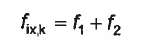 f_{ix,k} = f_1 + f_2